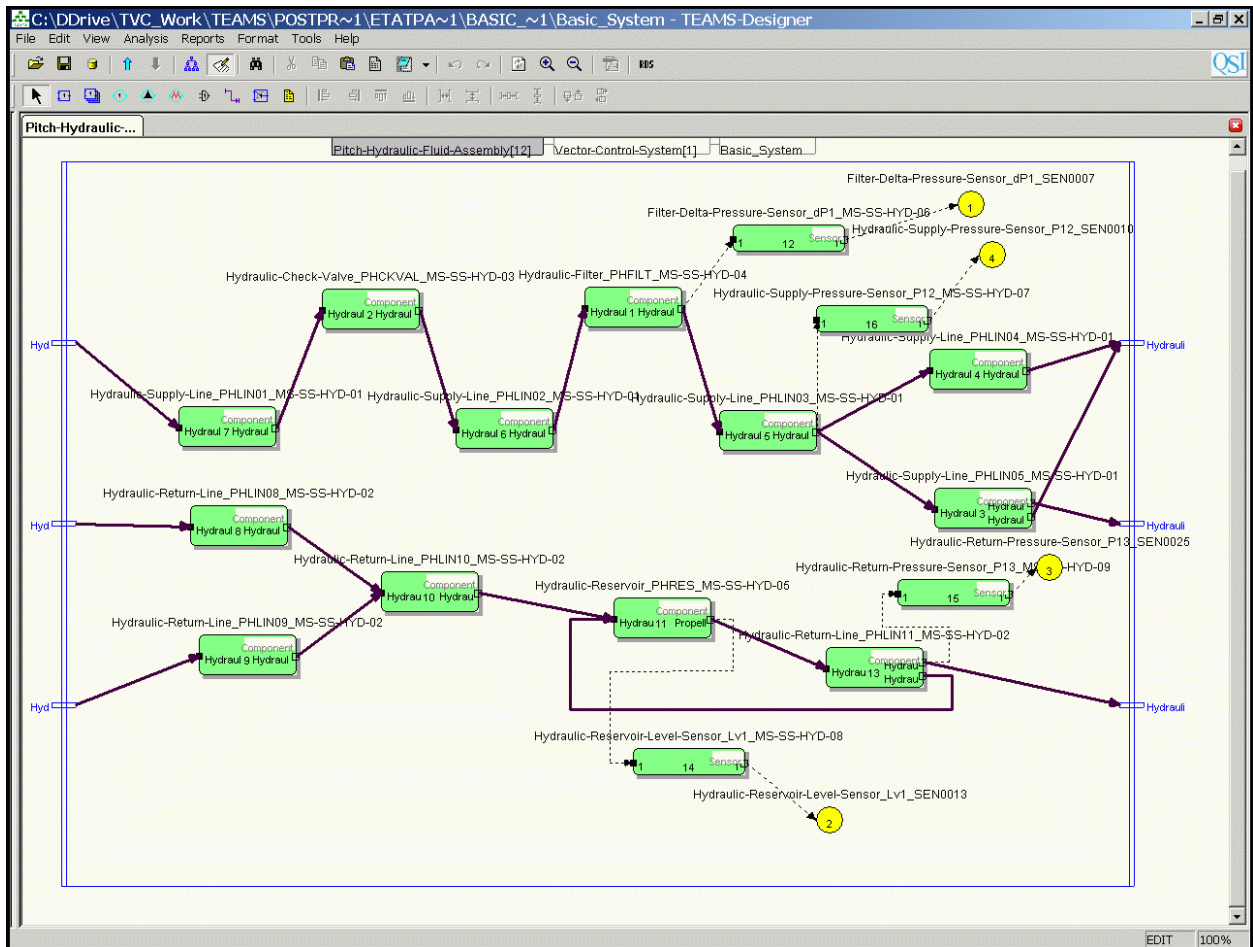 C:\DDrive\TVC_Work\TEAMS\POSTPR~1\ETATPA~1\BASIC_~1\Basic_System - TEAMS-Designer
File Edit View Analysis Reports Format Tools Help
RDS
QSI
Pitch-Hydraulic-...
Pitch-Hydraulic-Fluid-Assembly[12] Vector-Control-System[1] Basic_System
Filter-Delta-Pressure-Sensor_dP1_SEN0007
1
Filter-Delta-Pressure-Sensor_dP1_MS-SS-HYD-06
Sensor
1 12 1
Hydraulic-Supply-Pressure-Sensor_P12_SEN0010
4
Hydraulic-Check-Valve_PHCKVAL_MS-SS-HYD-03
Component
Hydraul 2 Hydraul
Hydraulic-Filter_PHFILT_MS-SS-HYD-04
Component
Hydraul 1 Hydraul
Hydraulic-Supply-Pressure-Sensor_P12_MS-SS-HYD-07
Sensor
1 16 1
Hydraulic-Supply-Line_PHLIN04_MS-SS-HYD-01
Component
Hydraul 4 Hydraul
Hyd
Hydrauli
Hydraulic-Supply-Line_PHLIN01_MS-SS-HYD-01
Component
Hydraul 7 Hydraul
Hydraulic-Supply-Line_PHLIN02_MS-SS-HYD-01
Component
Hydraul 6 Hydraul
Hydraulic-Supply-Line_PHLIN03_MS-SS-HYD-01
Component
Hydraul 5 Hydraul
Hydraulic-Supply-Line_PHLIN05_MS-SS-HYD-01
Component
Hydraul 3 Hydraul
Hydraul
Hydraulic-Return-Line_PHLIN08_MS-SS-HYD-02
Component
Hydraul 8 Hydraul
Hyd
Hydrauli
Hydraulic-Return-Pressure-Sensor_P13_SEN0025
3
Hydraulic-Return-Line_PHLIN10_MS-SS-HYD-02
Component
Hydrau 10 Hydrau
Hydraulic-Return-Pressure-Sensor_P13_MS-SS-HYD-09
Sensor
1 15 1
Hydraulic-Reservoir_PHRES_MS-SS-HYD-05
Component
Hydrau 11 Propell
Hydraulic-Return-Line_PHLIN09_MS-SS-HYD-02
Component
Hydraul 9 Hydraul
Hydraulic-Return-Line_PHLIN11_MS-SS-HYD-02
Component
Hydrau 13 Hydrau
Hydrau
Hyd
Hydrauli
Hydraulic-Reservoir-Level-Sensor_Lv1_MS-SS-HYD-08
Sensor
1 14 1
Hydraulic-Reservoir-Level-Sensor_Lv1_SEN0013
2
EDIT 100%